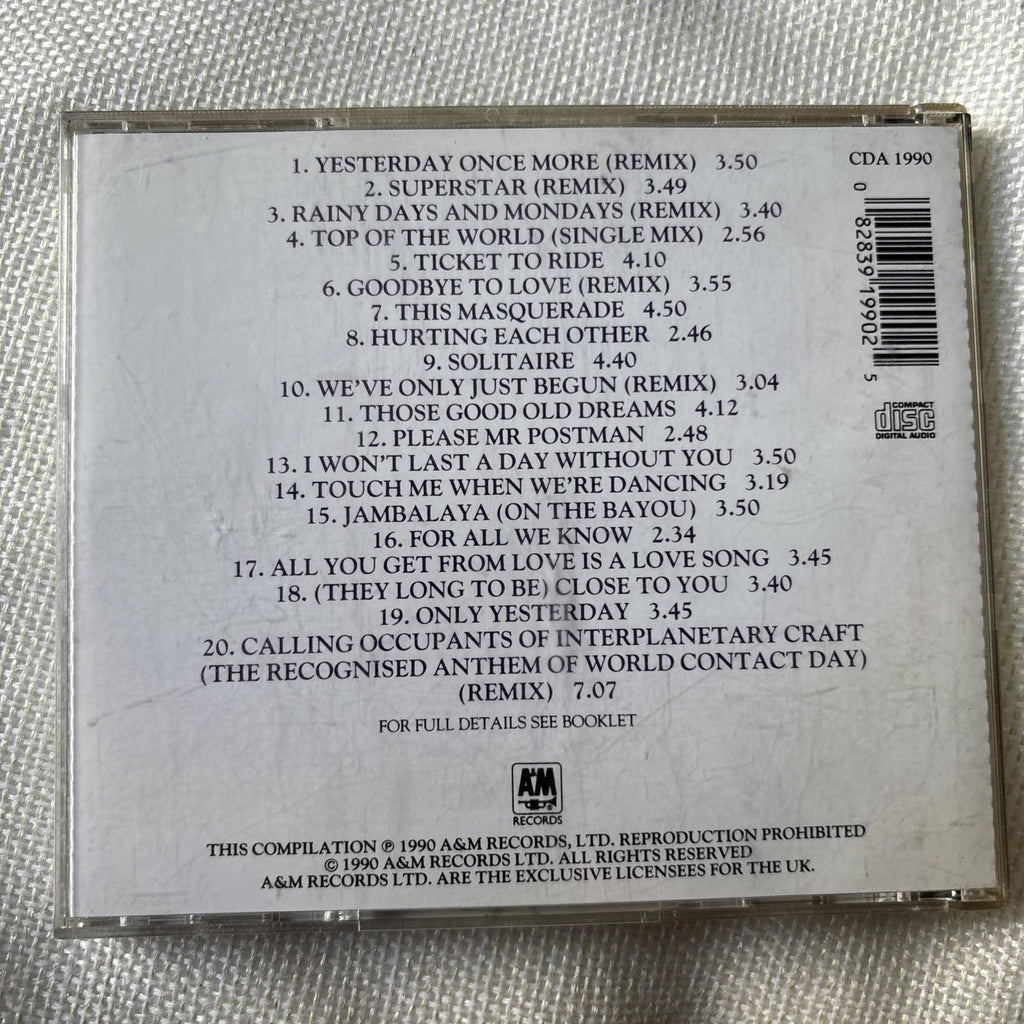 1. YESTERDAY ONCE MORE (REMIX) 3.50
2. SUPERSTAR (REMIX) 3.49
3. RAINY DAYS AND MONDAYS (REMIX) 3.40
4. TOP OF THE WORLD (SINGLE MIX) 2.56
5. TICKET TO RIDE 4.10
6. GOODBYE TO LOVE (REMIX) 3.55
7. THIS MASQUERADE 4.50
8. HURTING EACH OTHER 2.46
9. SOLITAIRE 4.40
10. WE'VE ONLY JUST BEGUN (REMIX) 3.04
11. THOSE GOOD OLD DREAMS 4.12
12. PLEASE MR POSTMAN 2.48
13. I WON'T LAST A DAY WITHOUT YOU 3.50
14. TOUCH ME WHEN WE'RE DANCING 3.19
15. JAMBALAYA (ON THE BAYOU) 3.50
16. FOR ALL WE KNOW 2.34
17. ALL YOU GET FROM LOVE IS A LOVE SONG 3.45
18. (THEY LONG TO BE) CLOSE TO YOU 3.40
19. ONLY YESTERDAY 3.45
20. CALLING OCCUPANTS OF INTERPLANETARY CRAFT
(THE RECOGNISED ANTHEM OF WORLD CONTACT DAY)
(REMIX) 7.07
FOR FULL DETAILS SEE BOOKLET
CDA 1990
0 82839 19902 5
COMPACT
disc
DIGITAL AUDIO
A&M
®
RECORDS
THIS COMPILATION ℗ 1990 A&M RECORDS, LTD. REPRODUCTION PROHIBITED
© 1990 A&M RECORDS LTD. ALL RIGHTS RESERVED
A&M RECORDS LTD. ARE THE EXCLUSIVE LICENSEES FOR THE UK.